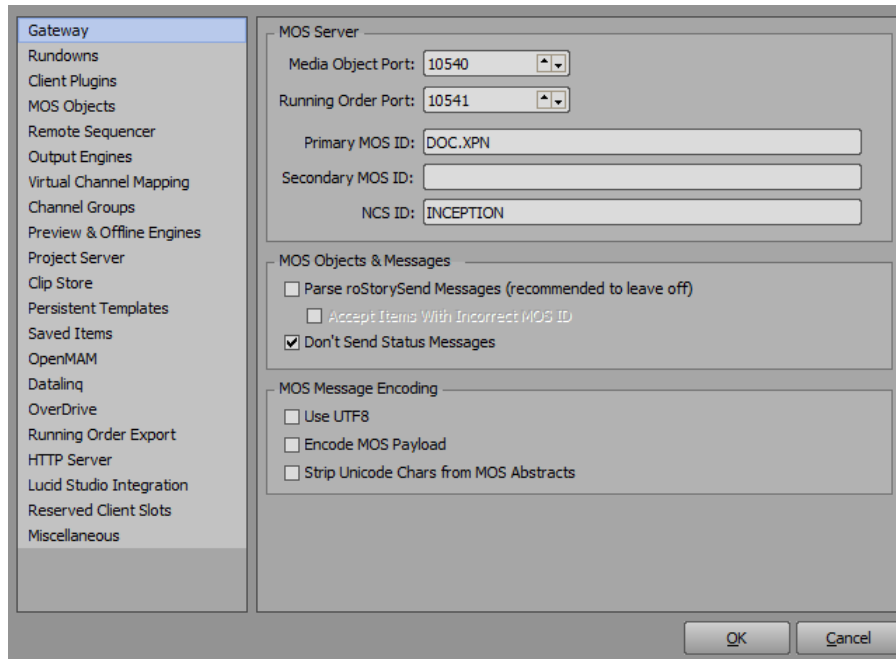 Gateway
Rundowns
Client Plugins
MOS Objects
Remote Sequencer
Output Engines
Virtual Channel Mapping
Channel Groups
Preview & Offline Engines
Project Server
Clip Store
Persistent Templates
Saved Items
OpenMAM
Datalinq
OverDrive
Running Order Export
HTTP Server
Lucid Studio Integration
Reserved Client Slots
Miscellaneous
MOS Server
Media Object Port: 10540
Running Order Port: 10541
Primary MOS ID: DOC.XPN
Secondary MOS ID:
NCS ID: INCEPTION
MOS Objects & Messages
Parse roStorySend Messages (recommended to leave off)
Accept Items With Incorrect MOS ID
Don't Send Status Messages
MOS Message Encoding
Use UTF8
Encode MOS Payload
Strip Unicode Chars from MOS Abstracts
OK Cancel